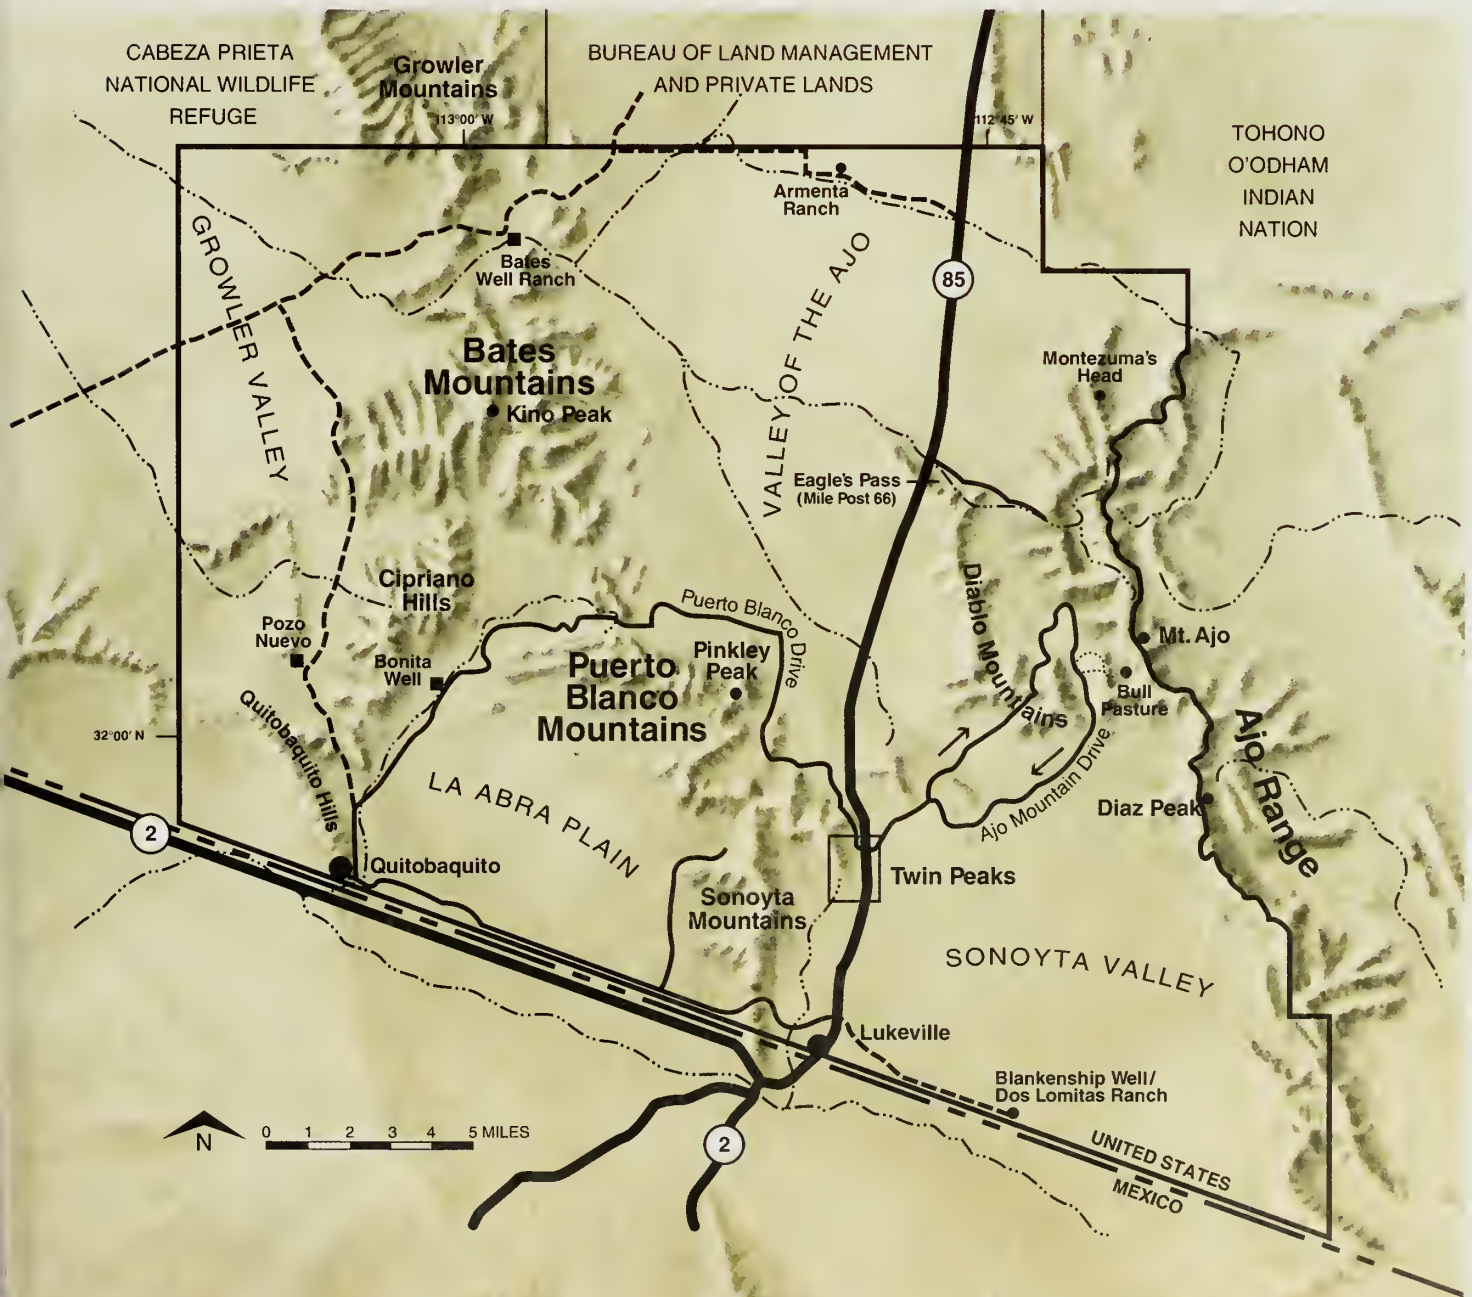 CABEZA PRIETA
NATIONAL WILDLIFE
REFUGE
Growler
Mountains
113°00' W
BUREAU OF LAND MANAGEMENT
AND PRIVATE LANDS
112°45' W
TOHONO
O'ODHAM
INDIAN
NATION
Armenta
Ranch
GROWLER VALLEY
Bates
Well Ranch
VALLEY OF THE AJO
85
Bates
Mountains
Kino Peak
Montezuma's
Head
Eagle's Pass
(Mile Post 66)
Cipriano
Hills
Diablo Mountains
Pozo
Nuevo
Bonita
Well
Puerto Blanco Drive
Puerto
Blanco
Mountains
Pinkley
Peak
Mt. Ajo
Bull
Pasture
Quitobaquito Hills
32°00' N
LA ABRA PLAIN
Ajo Mountain Drive
Diaz Peak
Ajo Range
2
Quitobaquito
Twin Peaks
Sonoyta
Mountains
SONOYTA VALLEY
Lukeville
Blankenship Well/
Dos Lomitas Ranch
N
0 1 2 3 4 5 MILES
2
UNITED STATES
MEXICO